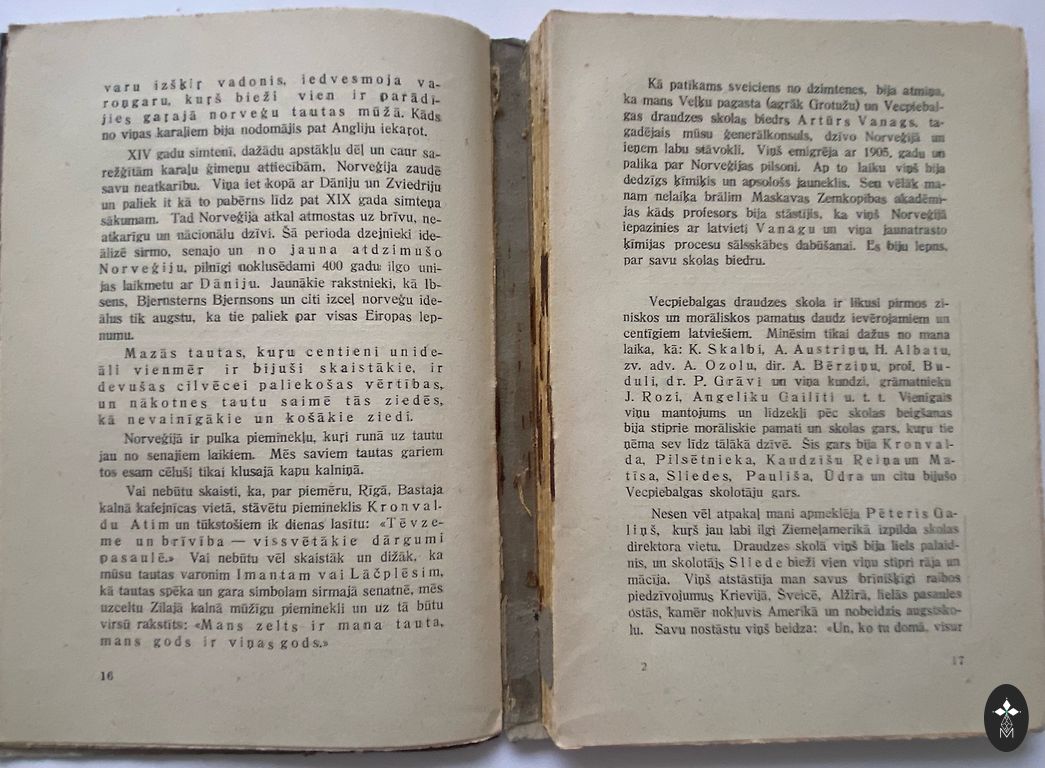 varu izšķir vadonis, iedvesmoja va-
roņgaru, kurš bieži vien ir parādī-
jies garajā norveģu tautas mūžā. Kāds
no viņas karaļiem bija nodomājis pat Angliju iekarot.
XIV gadu simtenī, dažādu apstākļu dēļ un caur sa-
režģītām karaļu ģimeņu attiecībām, Norveģija zaudē
savu neatkarību. Viņa iet kopā ar Dāniju un Zviedriju
un paliek it kā to pabērns līdz pat XIX gada simteņa
sākumam. Tad Norveģija atkal atmostas uz brīvu, ne-
atkarīgu un nācionālu dzīvi. Šā perioda dzejnieki ide-
ālizē sirmo, senajo un no jauna atdzimušo
Norveģiju, pilnīgi noklusēdami 400 gadu ilgo uni-
jas laikmetu ar Dāniju. Jaunākie rakstnieki, kā Ib-
sens, Bjernsterns Bjernsons un citi izceļ norveģu ide-
ālus tik augstu, ka tie paliek par visas Eiropas lep-
numu.
Mazās tautas, kuŗu centieni unide-
āli vienmēr ir bijuši skaistākie, ir
devušas cilvēcei paliekošas vērtības,
un nākotnes tautu saimē tās ziedēs,
kā nevainīgākie un košākie ziedi.
Norveģijā ir pulka pieminekļu, kuŗi runā uz tautu
jau no senajiem laikiem. Mēs saviem tautas gariem
tos esam cēluši tikai klusajā kapu kalniņā.
Vai nebūtu skaisti, ka, par piemēru, Rīgā, Bastaja
kalnā kafejnīcas vietā, stāvētu piemineklis Kronval-
du Atim un tūkstošiem ik dienas lasītu: «Tēvze-
me un brīvība — vissvētākie dārgumi
pasaulē.» Vai nebūtu vēl skaistāk un dižāk, ka
mūsu tautas varonim Imantam vai Lāčplēsim,
kā tautas spēka un gara simbolam sirmajā senatnē, mēs
uzceltu Zilajā kalnā mūžīgu pieminekli un uz tā būtu
virsū rakstīts: «Mans zelts ir mana tauta,
mans gods ir viņas gods.»
16
Kā patīkams sveiciens no dzimtenes, bija atmiņa,
ka mans Veļķu pagasta (agrāk Grotužu) un Vecpiebal-
gas draudzes skolas biedrs Artūrs Vanags, ta-
gadējais mūsu ģenerālkonsuls, dzīvo Norveģijā un
ieņem labu stāvokli. Viņš emigrēja ar 1905. gadu un
palika par Norveģijas pilsoni. Ap to laiku viņš bija
dedzīgs ķīmiķis un apsološs jauneklis. Sen vēlāk ma-
nam nelaiķa brālim Maskavas Zemkopības akadēmi-
jas kāds profesors bija stāstījis, ka viņš Norveģijā
iepazinies ar latvieti Vanagu un viņa jaunatrasto
ķīmijas procesu sālsskābes dabūšanai. Es biju lepns,
par savu skolas biedru.
Vecpiebalgas draudzes skola ir likusi pirmos zi-
niskos un morāliskos pamatus daudz ievērojamiem un
centīgiem latviešiem. Minēsim tikai dažus no mana
laika, kā: K. Skalbi, A. Austriņu, H. Albatu,
zv. adv. A. Ozolu, dir. A. Bērziņu, prof. Bu-
duli, dr. P. Grāvi un viņa kundzi, grāmatnieku
J. Rozi, Angeliku Gailīti u. t. t. Vienīgais
viņu mantojums un līdzekļi pēc skolas beigšanas
bija stiprie morāliskie pamati un skolas gars, kuŗu tie
ņēma sev līdz tālākā dzīvē. Šis gars bija Kronval-
da, Pilsētnieka, Kaudzīšu Reiņa un Ma-
tīsa, Sliedes, Pauliša, Ūdra un citu bijušo
Vecpiebalgas skolotāju gars.
Nesen vēl atpakaļ mani apmeklēja Pēteris Ga-
liņš, kurš jau labi ilgi Ziemeļamerikā izpilda skolas
direktora vietu. Draudzes skolā viņš bija liels palaid-
nis, un skolotājs Sliede bieži vien viņu stipri rāja un
mācīja. Viņš atstāstīja man savus brīnišķīgi raibos
piedzīvojumus Krievijā, Šveicē, Alžīrā, lielās pasaules
ostās, kamēr nokļuvis Amerikā un nobeidzis augstsko-
lu. Savu nostāstu viņš beidza: «Un, ko tu domā, visur
2
17
M